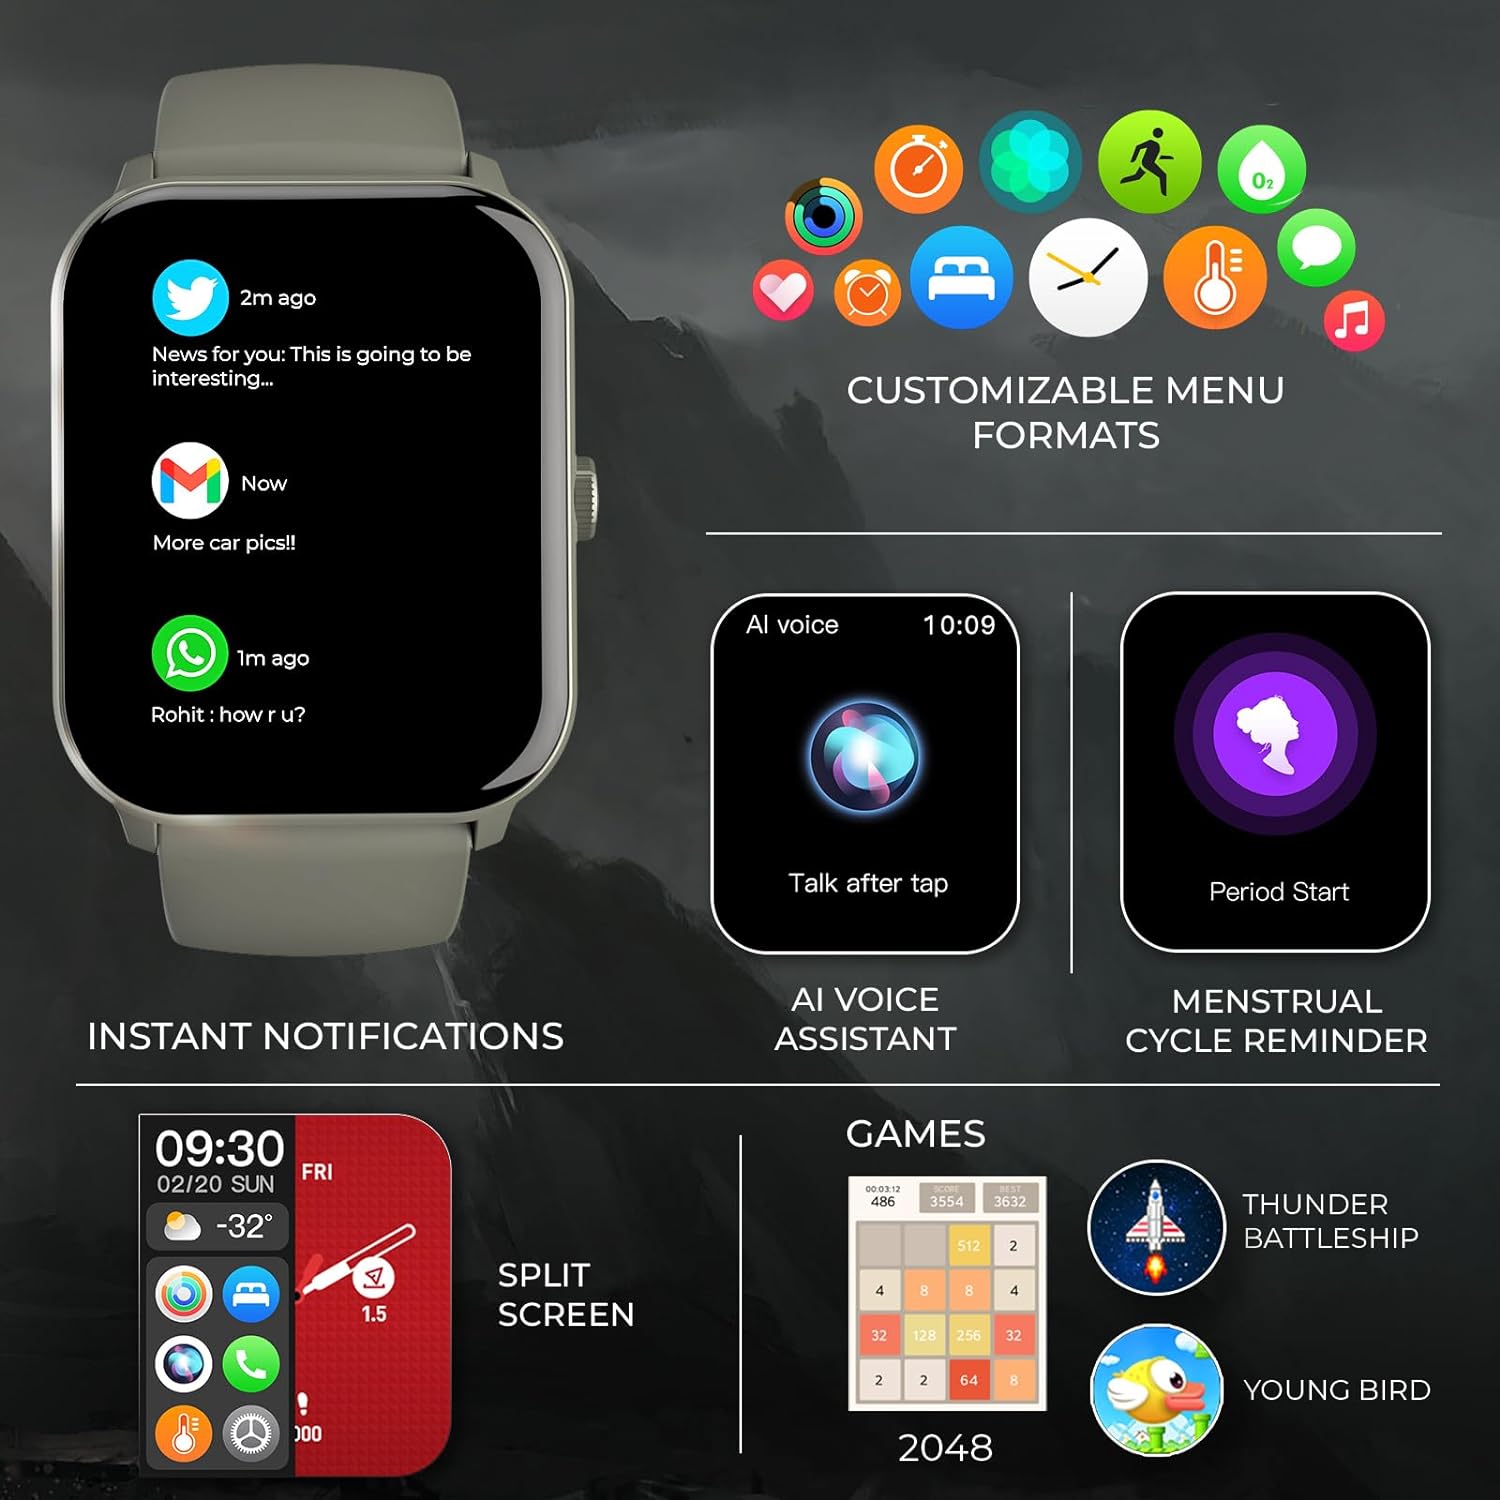 2m ago
News for you: This is going to be
interesting...
Now
More car pics!!
1m ago
Rohit : how r u?
INSTANT NOTIFICATIONS
O₂
CUSTOMIZABLE MENU
FORMATS
AI voice 10:09
Talk after tap
AI VOICE
ASSISTANT
Period Start
MENSTRUAL
CYCLE REMINDER
09:30
02/20 SUN
-32°
FRI
1.5
000
SPLIT
SCREEN
GAMES
00:03:12 SCORE BEST
486 3554 3632
512 2
4 8 8 4
32 128 256 32
2 2 64 8
2048
THUNDER
BATTLESHIP
YOUNG BIRD